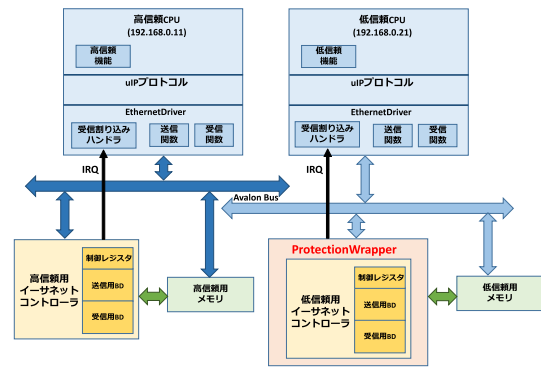 高信頼CPU
(192.168.0.11)
高信頼
機能
uIPプロトコル
EthernetDriver
受信割り込み
ハンドラ
送信
関数
受信
関数
低信頼CPU
(192.168.0.21)
低信頼
機能
uIPプロトコル
EthernetDriver
受信割り込み
ハンドラ
送信
関数
受信
関数
IRQ
IRQ
Avalon Bus
高信頼用
イーサネット
コントローラ
制御レジスタ
送信用BD
受信用BD
高信頼用
メモリ
ProtectionWrapper
低信頼用
イーサネット
コントローラ
制御レジスタ
送信用BD
受信用BD
低信頼用
メモリ